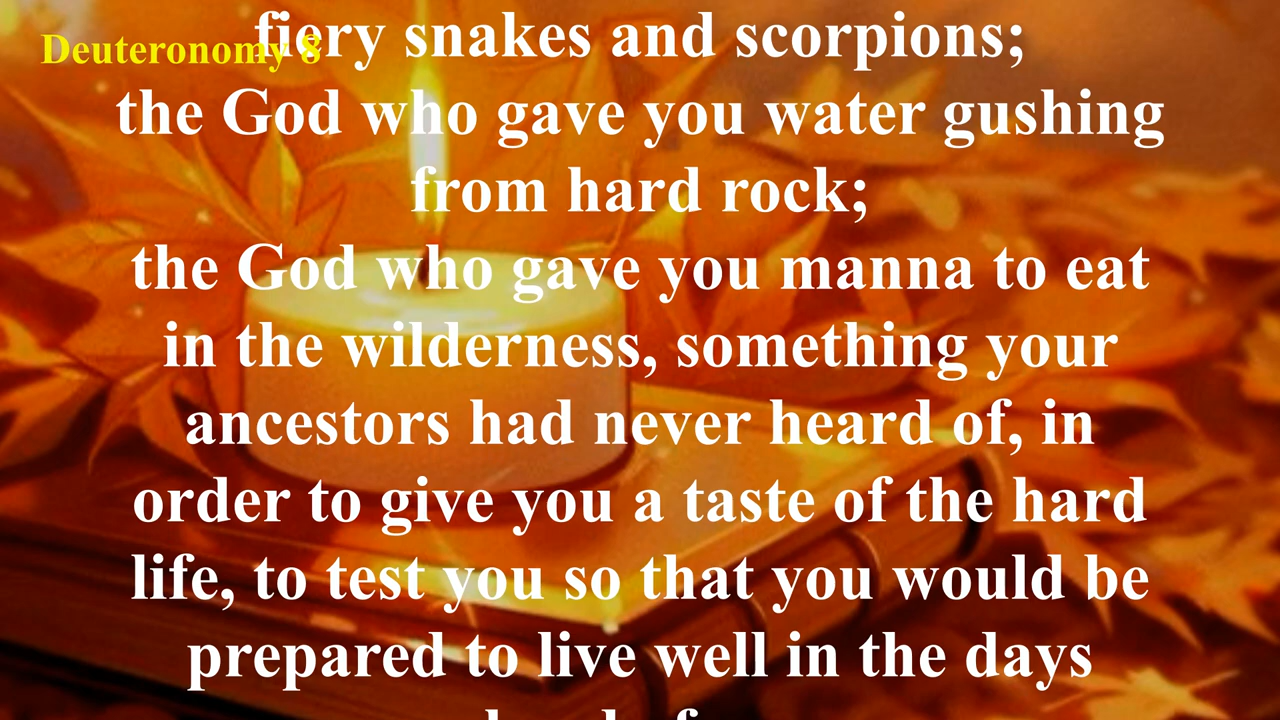 Deuteronomy 8
fiery snakes and scorpions;
the God who gave you water gushing
from hard rock;
the God who gave you manna to eat
in the wilderness, something your
ancestors had never heard of, in
order to give you a taste of the hard
life, to test you so that you would be
prepared to live well in the days